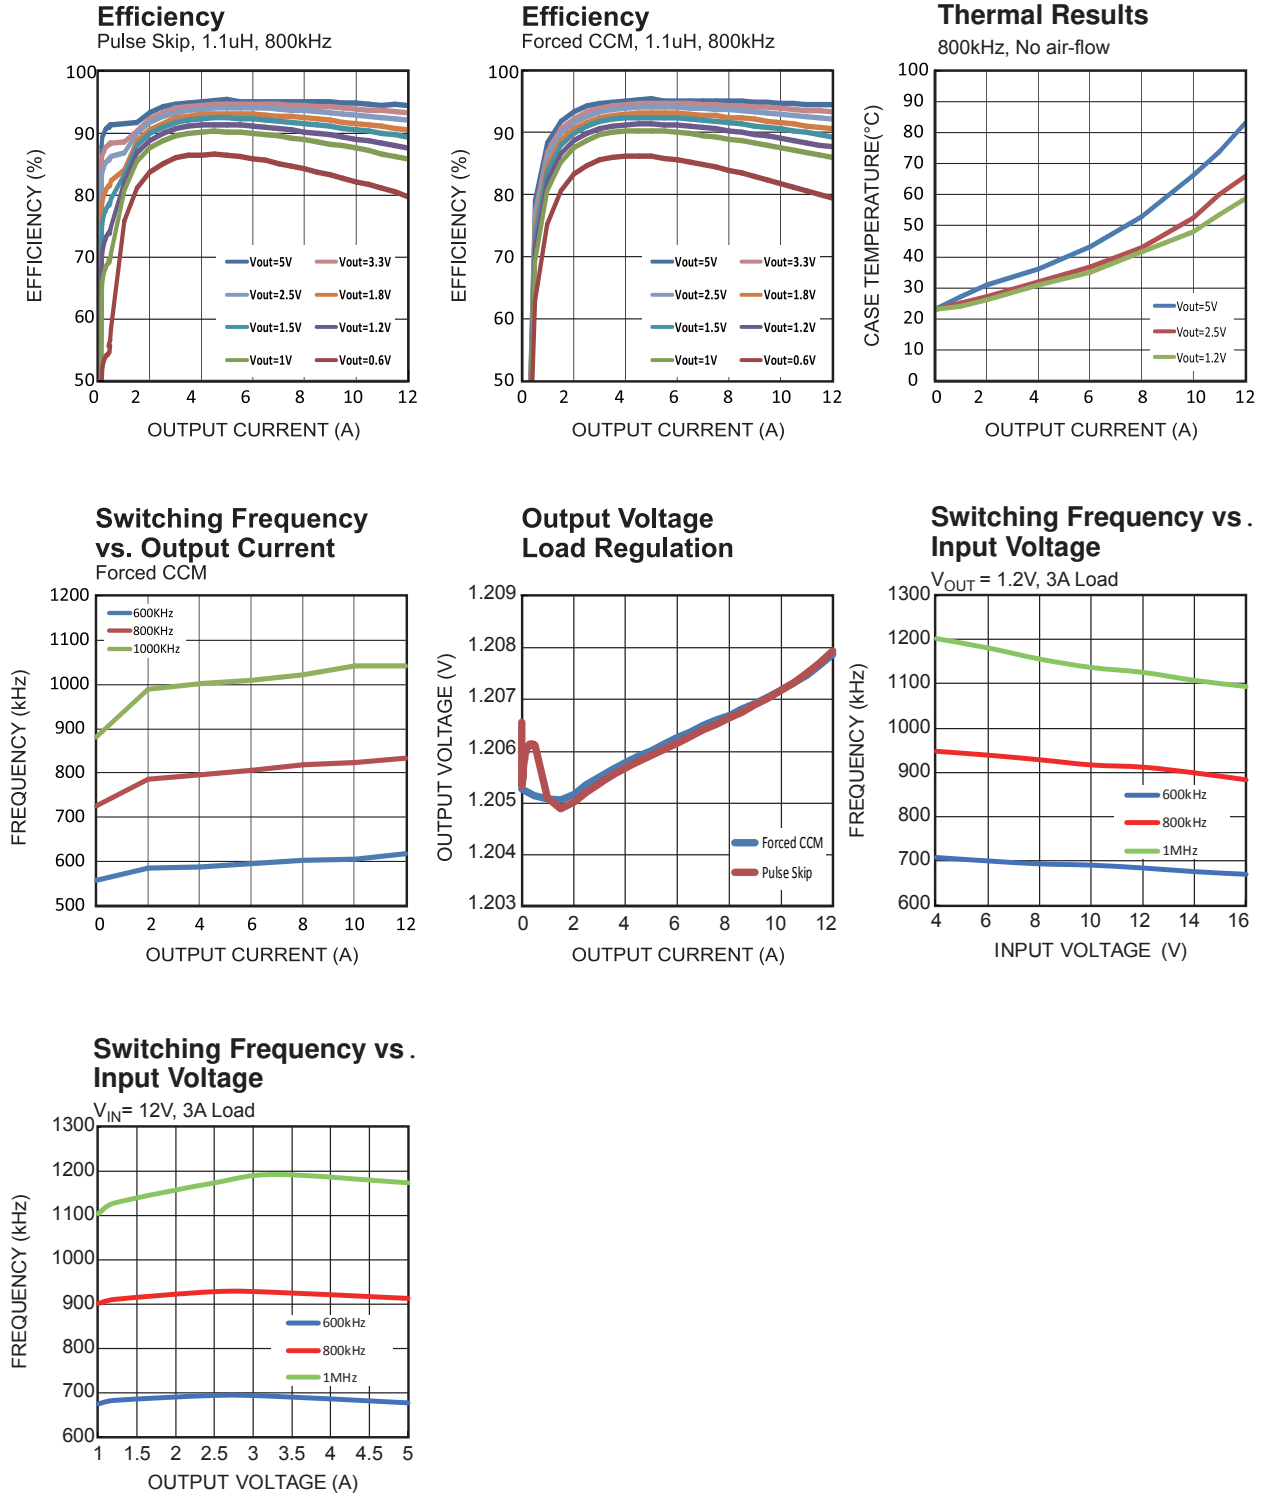 Efficiency
Pulse Skip, 1.1uH, 800kHz
100
90
80
70
60
50
EFFICIENCY (%)
Vout=5V
Vout=3.3V
Vout=2.5V
Vout=1.8V
Vout=1.5V
Vout=1.2V
Vout=1V
Vout=0.6V
0 2 4 6 8 10 12
OUTPUT CURRENT (A)
Efficiency
Forced CCM, 1.1uH, 800kHz
100
90
80
70
60
50
EFFICIENCY (%)
Vout=5V
Vout=3.3V
Vout=2.5V
Vout=1.8V
Vout=1.5V
Vout=1.2V
Vout=1V
Vout=0.6V
0 2 4 6 8 10 12
OUTPUT CURRENT (A)
Thermal Results
800kHz, No air-flow
100
90
80
70
60
50
40
30
20
10
0
CASE TEMPERATURE(°C)
Vout=5V
Vout=2.5V
Vout=1.2V
0 2 4 6 8 10 12
OUTPUT CURRENT (A)
Switching Frequency
vs. Output Current
Forced CCM
1200
1100
1000
900
800
700
600
500
FREQUENCY (kHz)
600KHz
800KHz
1000KHz
0 2 4 6 8 10 12
OUTPUT CURRENT (A)
Output Voltage
Load Regulation
1.209
1.208
1.207
1.206
1.205
1.204
1.203
OUTPUT VOLTAGE (V)
Forced CCM
Pulse Skip
0 2 4 6 8 10 12
OUTPUT CURRENT (A)
Switching Frequency vs .
Input Voltage
VOUT = 1.2V, 3A Load
1300
1200
1100
1000
900
800
700
600
FREQUENCY (kHz)
600kHz
800kHz
1MHz
4 6 8 10 12 14 16
INPUT VOLTAGE (V)
Switching Frequency vs .
Input Voltage
VIN= 12V, 3A Load
1300
1200
1100
1000
900
800
700
600
FREQUENCY (kHz)
600kHz
800kHz
1MHz
1 1.5 2 2.5 3 3.5 4 4.5 5
OUTPUT VOLTAGE (A)